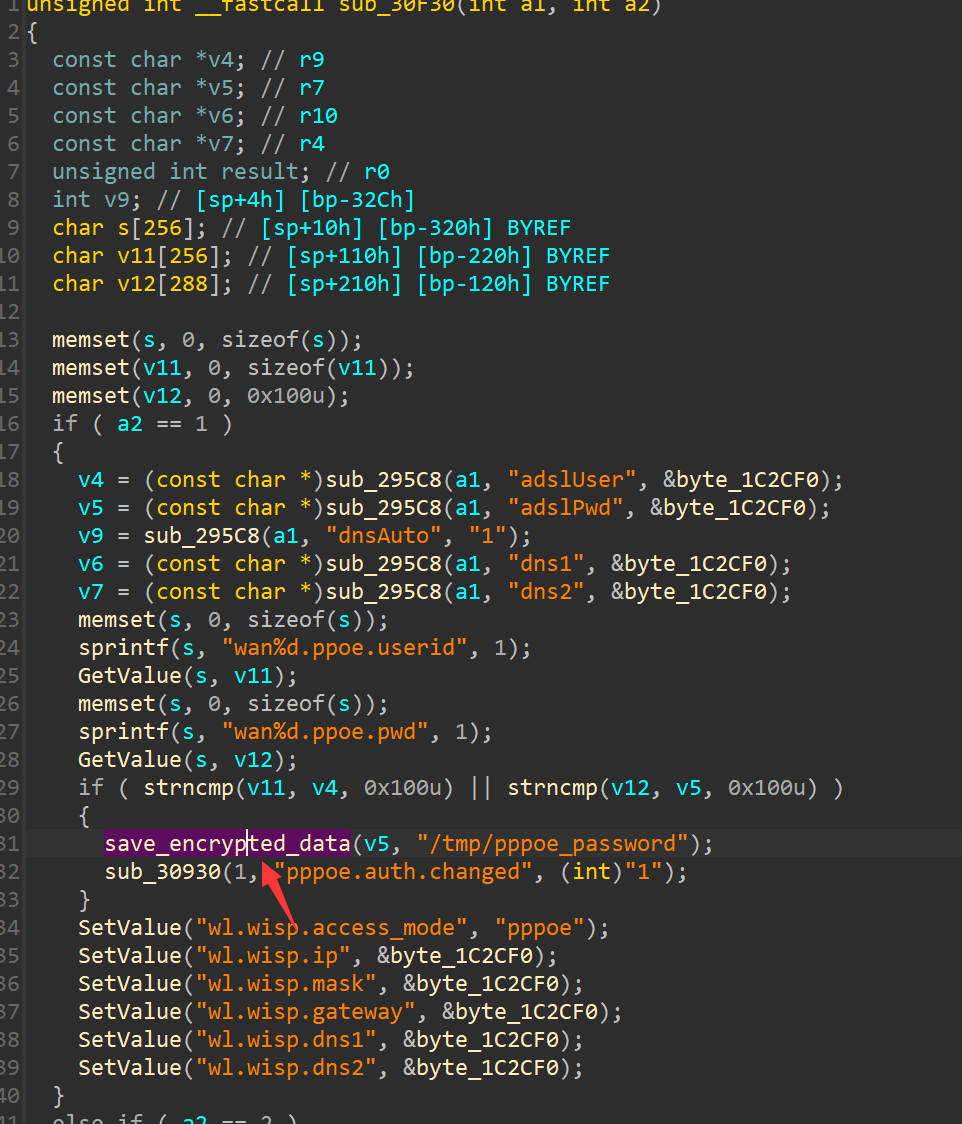 1 unsigned int __fastcall sub_30F30(int a1, int a2)
2 {
3 const char *v4; // r9
4 const char *v5; // r7
5 const char *v6; // r10
6 const char *v7; // r4
7 unsigned int result; // r0
8 int v9; // [sp+4h] [bp-32Ch]
9 char s[256]; // [sp+10h] [bp-320h] BYREF
10 char v11[256]; // [sp+110h] [bp-220h] BYREF
11 char v12[288]; // [sp+210h] [bp-120h] BYREF
12
13 memset(s, 0, sizeof(s));
14 memset(v11, 0, sizeof(v11));
15 memset(v12, 0, 0x100u);
16 if ( a2 == 1 )
17 {
18 v4 = (const char *)sub_295C8(a1, "adslUser", &byte_1C2CF0);
19 v5 = (const char *)sub_295C8(a1, "adslPwd", &byte_1C2CF0);
20 v9 = sub_295C8(a1, "dnsAuto", "1");
21 v6 = (const char *)sub_295C8(a1, "dns1", &byte_1C2CF0);
22 v7 = (const char *)sub_295C8(a1, "dns2", &byte_1C2CF0);
23 memset(s, 0, sizeof(s));
24 sprintf(s, "wan%d.ppoe.userid", 1);
25 GetValue(s, v11);
26 memset(s, 0, sizeof(s));
27 sprintf(s, "wan%d.ppoe.pwd", 1);
28 GetValue(s, v12);
29 if ( strncmp(v11, v4, 0x100u) || strncmp(v12, v5, 0x100u) )
30 {
31 save_encrypted_data(v5, "/tmp/pppoe_password");
32 sub_30930(1, "pppoe.auth.changed", (int)"1");
33 }
34 SetValue("wl.wisp.access_mode", "pppoe");
35 SetValue("wl.wisp.ip", &byte_1C2CF0);
36 SetValue("wl.wisp.mask", &byte_1C2CF0);
37 SetValue("wl.wisp.gateway", &byte_1C2CF0);
38 SetValue("wl.wisp.dns1", &byte_1C2CF0);
39 SetValue("wl.wisp.dns2", &byte_1C2CF0);
40 }
41 else if ( a2 == 2 )